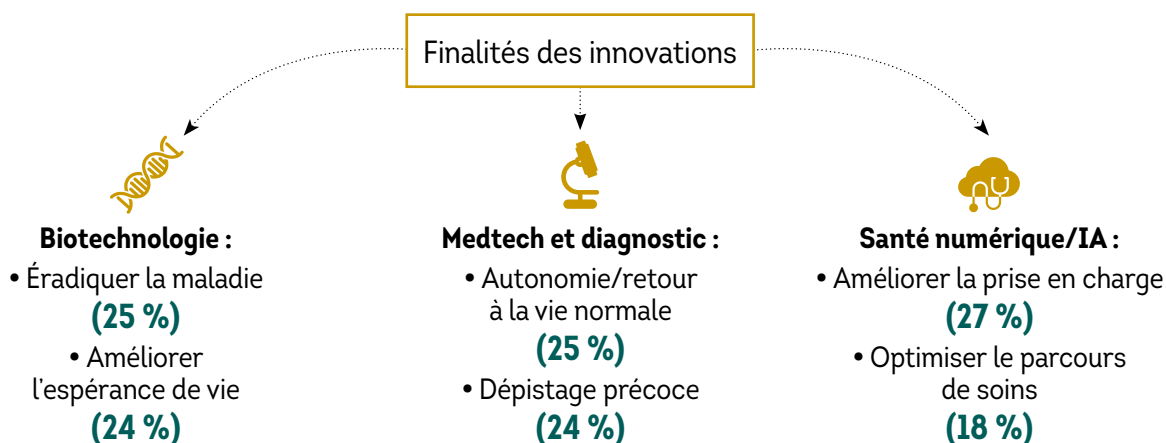 Finalités des innovations
Biotechnologie :
• Éradiquer la maladie
(25 %)
• Améliorer
l'espérance de vie
(24 %)
Medtech et diagnostic :
• Autonomie/retour
à la vie normale
(25 %)
• Dépistage précoce
(24 %)
Santé numérique/IA :
• Améliorer la prise en charge
(27 %)
• Optimiser le parcours
de soins
(18 %)